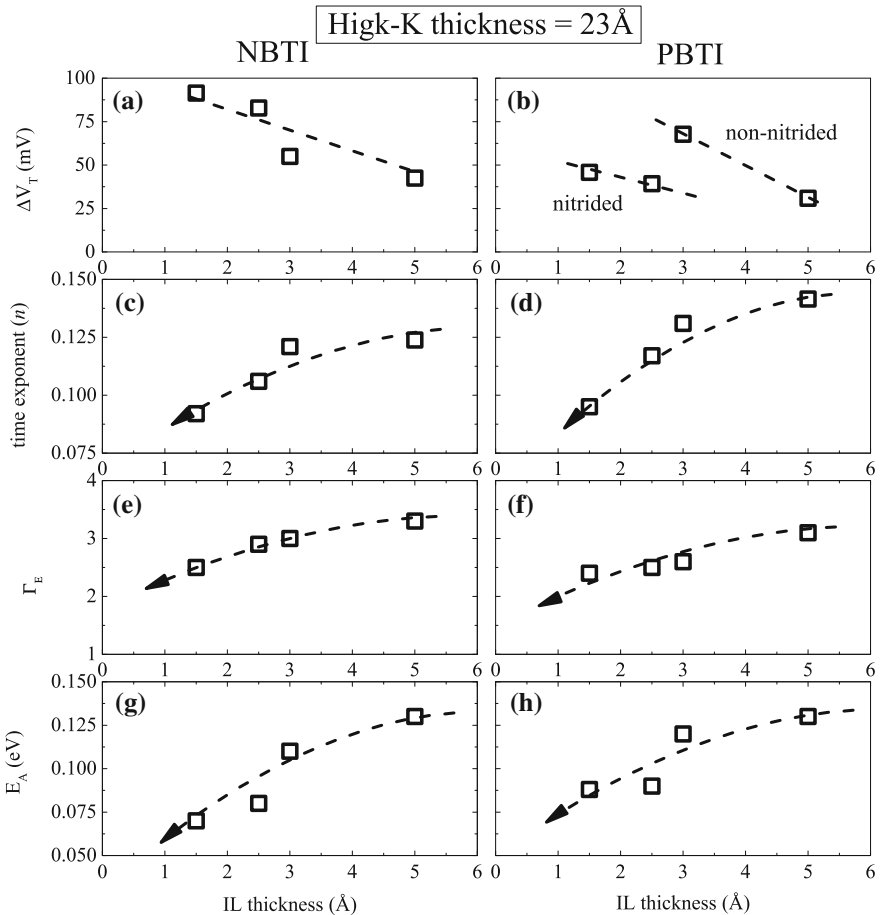 Higk-K thickness = 23Å
NBTI
PBTI
100
75
50
25
0
ΔV_T (mV)
(a)
0 1 2 3 4 5 6
(b)
non-nitrided
nitrided
0 1 2 3 4 5 6
0.150
0.125
0.100
0.075
time exponent (n)
(c)
0 1 2 3 4 5 6
(d)
0 1 2 3 4 5 6
4
3
2
1
Γ_E
(e)
0 1 2 3 4 5 6
(f)
0 1 2 3 4 5 6
0.150
0.125
0.100
0.075
0.050
E_A (eV)
(g)
0 1 2 3 4 5 6
IL thickness (Å)
(h)
0 1 2 3 4 5 6
IL thickness (Å)